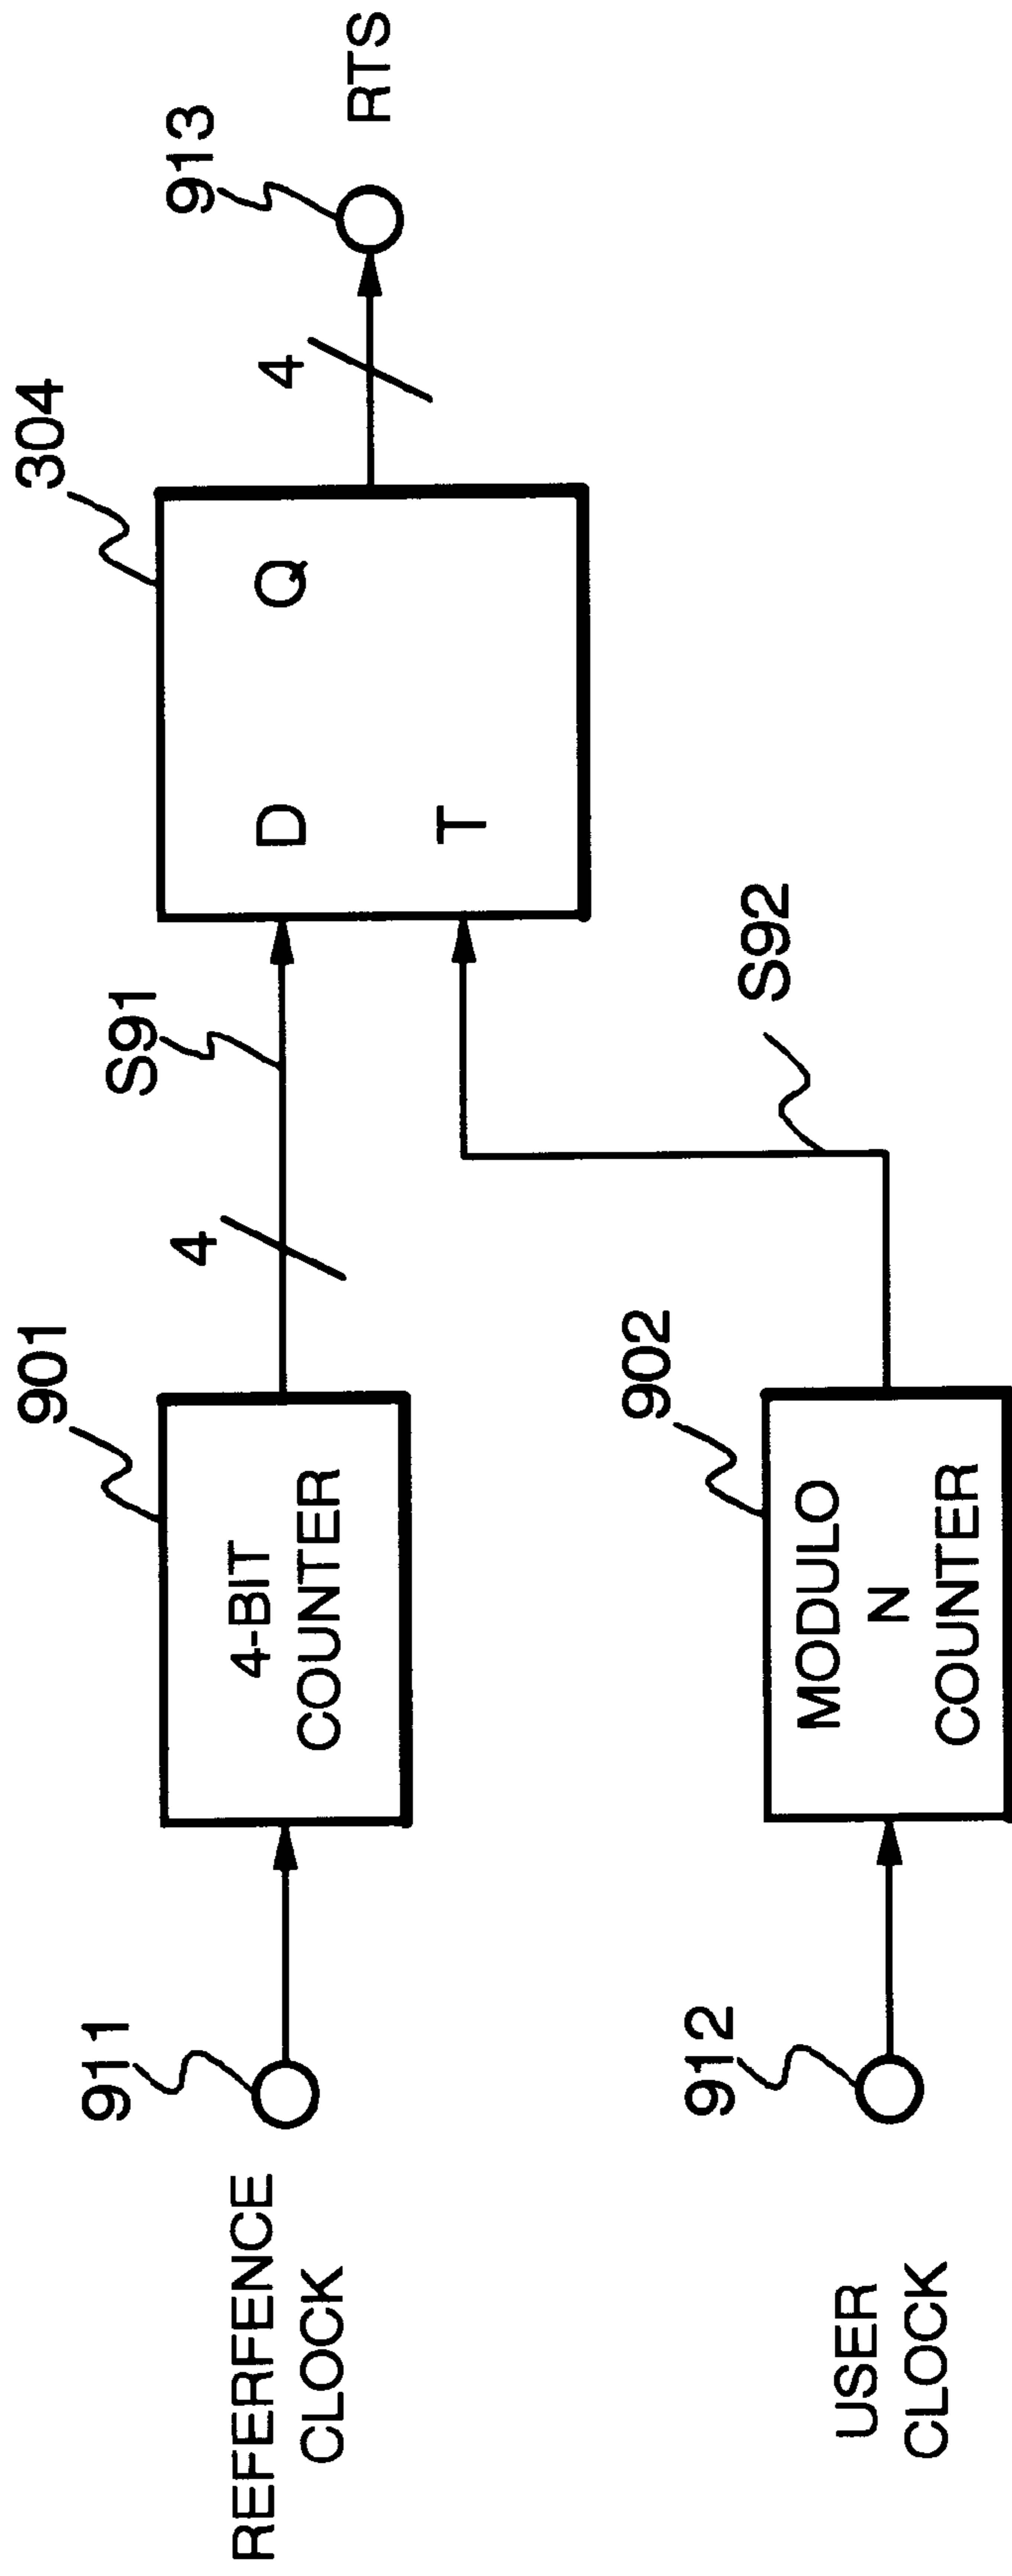 REFERFENCE
CLOCK
911
4-BIT
COUNTER
901
4
S91
D
Q
T
304
4
913
RTS
USER
CLOCK
912
MODULO
N
COUNTER
902
S92